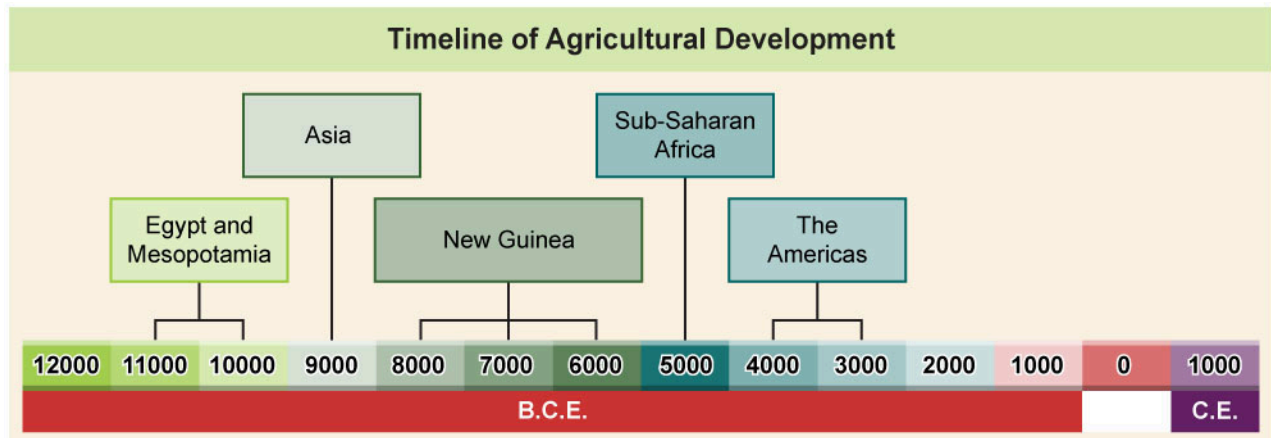 Timeline of Agricultural Development
Asia
Sub-Saharan
Africa
Egypt and
Mesopotamia
New Guinea
The
Americas
12000 11000 10000 9000 8000 7000 6000 5000 4000 3000 2000 1000 0 1000
B.C.E. C.E.